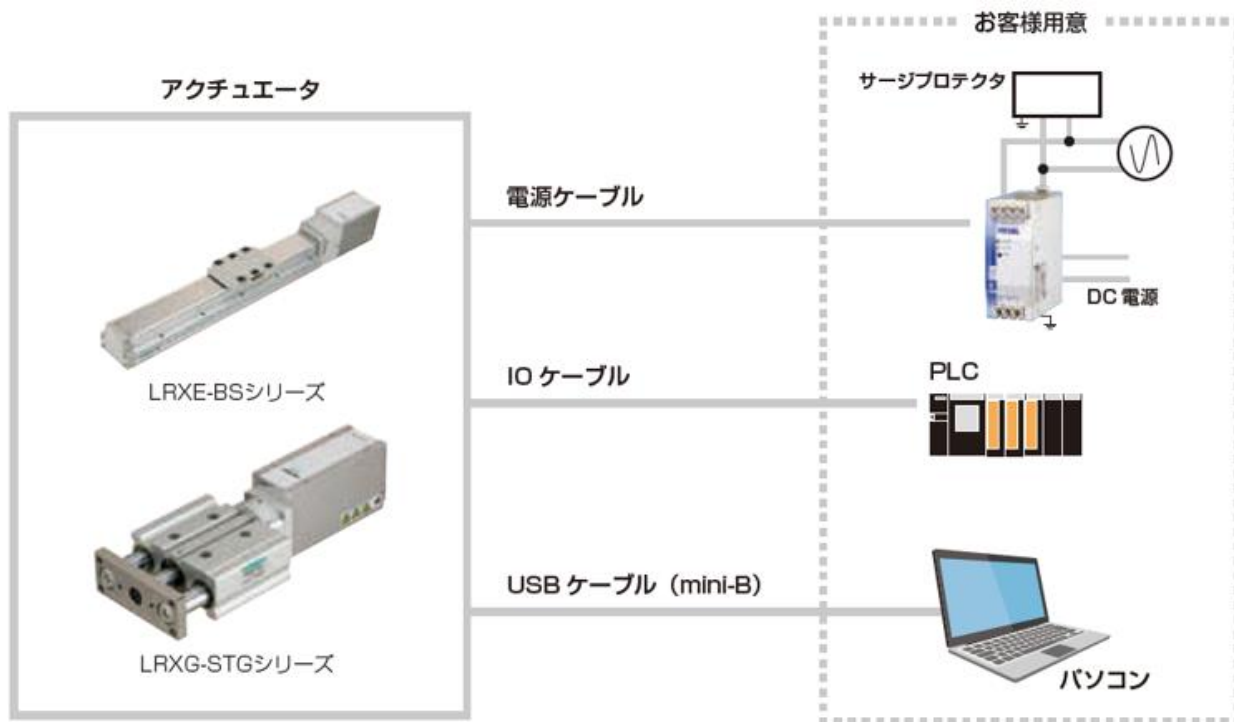 お客様用意
アクチュエータ
サージプロテクタ
電源ケーブル
DC 電源
LRXE-BSシリーズ
IO ケーブル
PLC
USB ケーブル（mini-B）
LRXG-STGシリーズ
パソコン